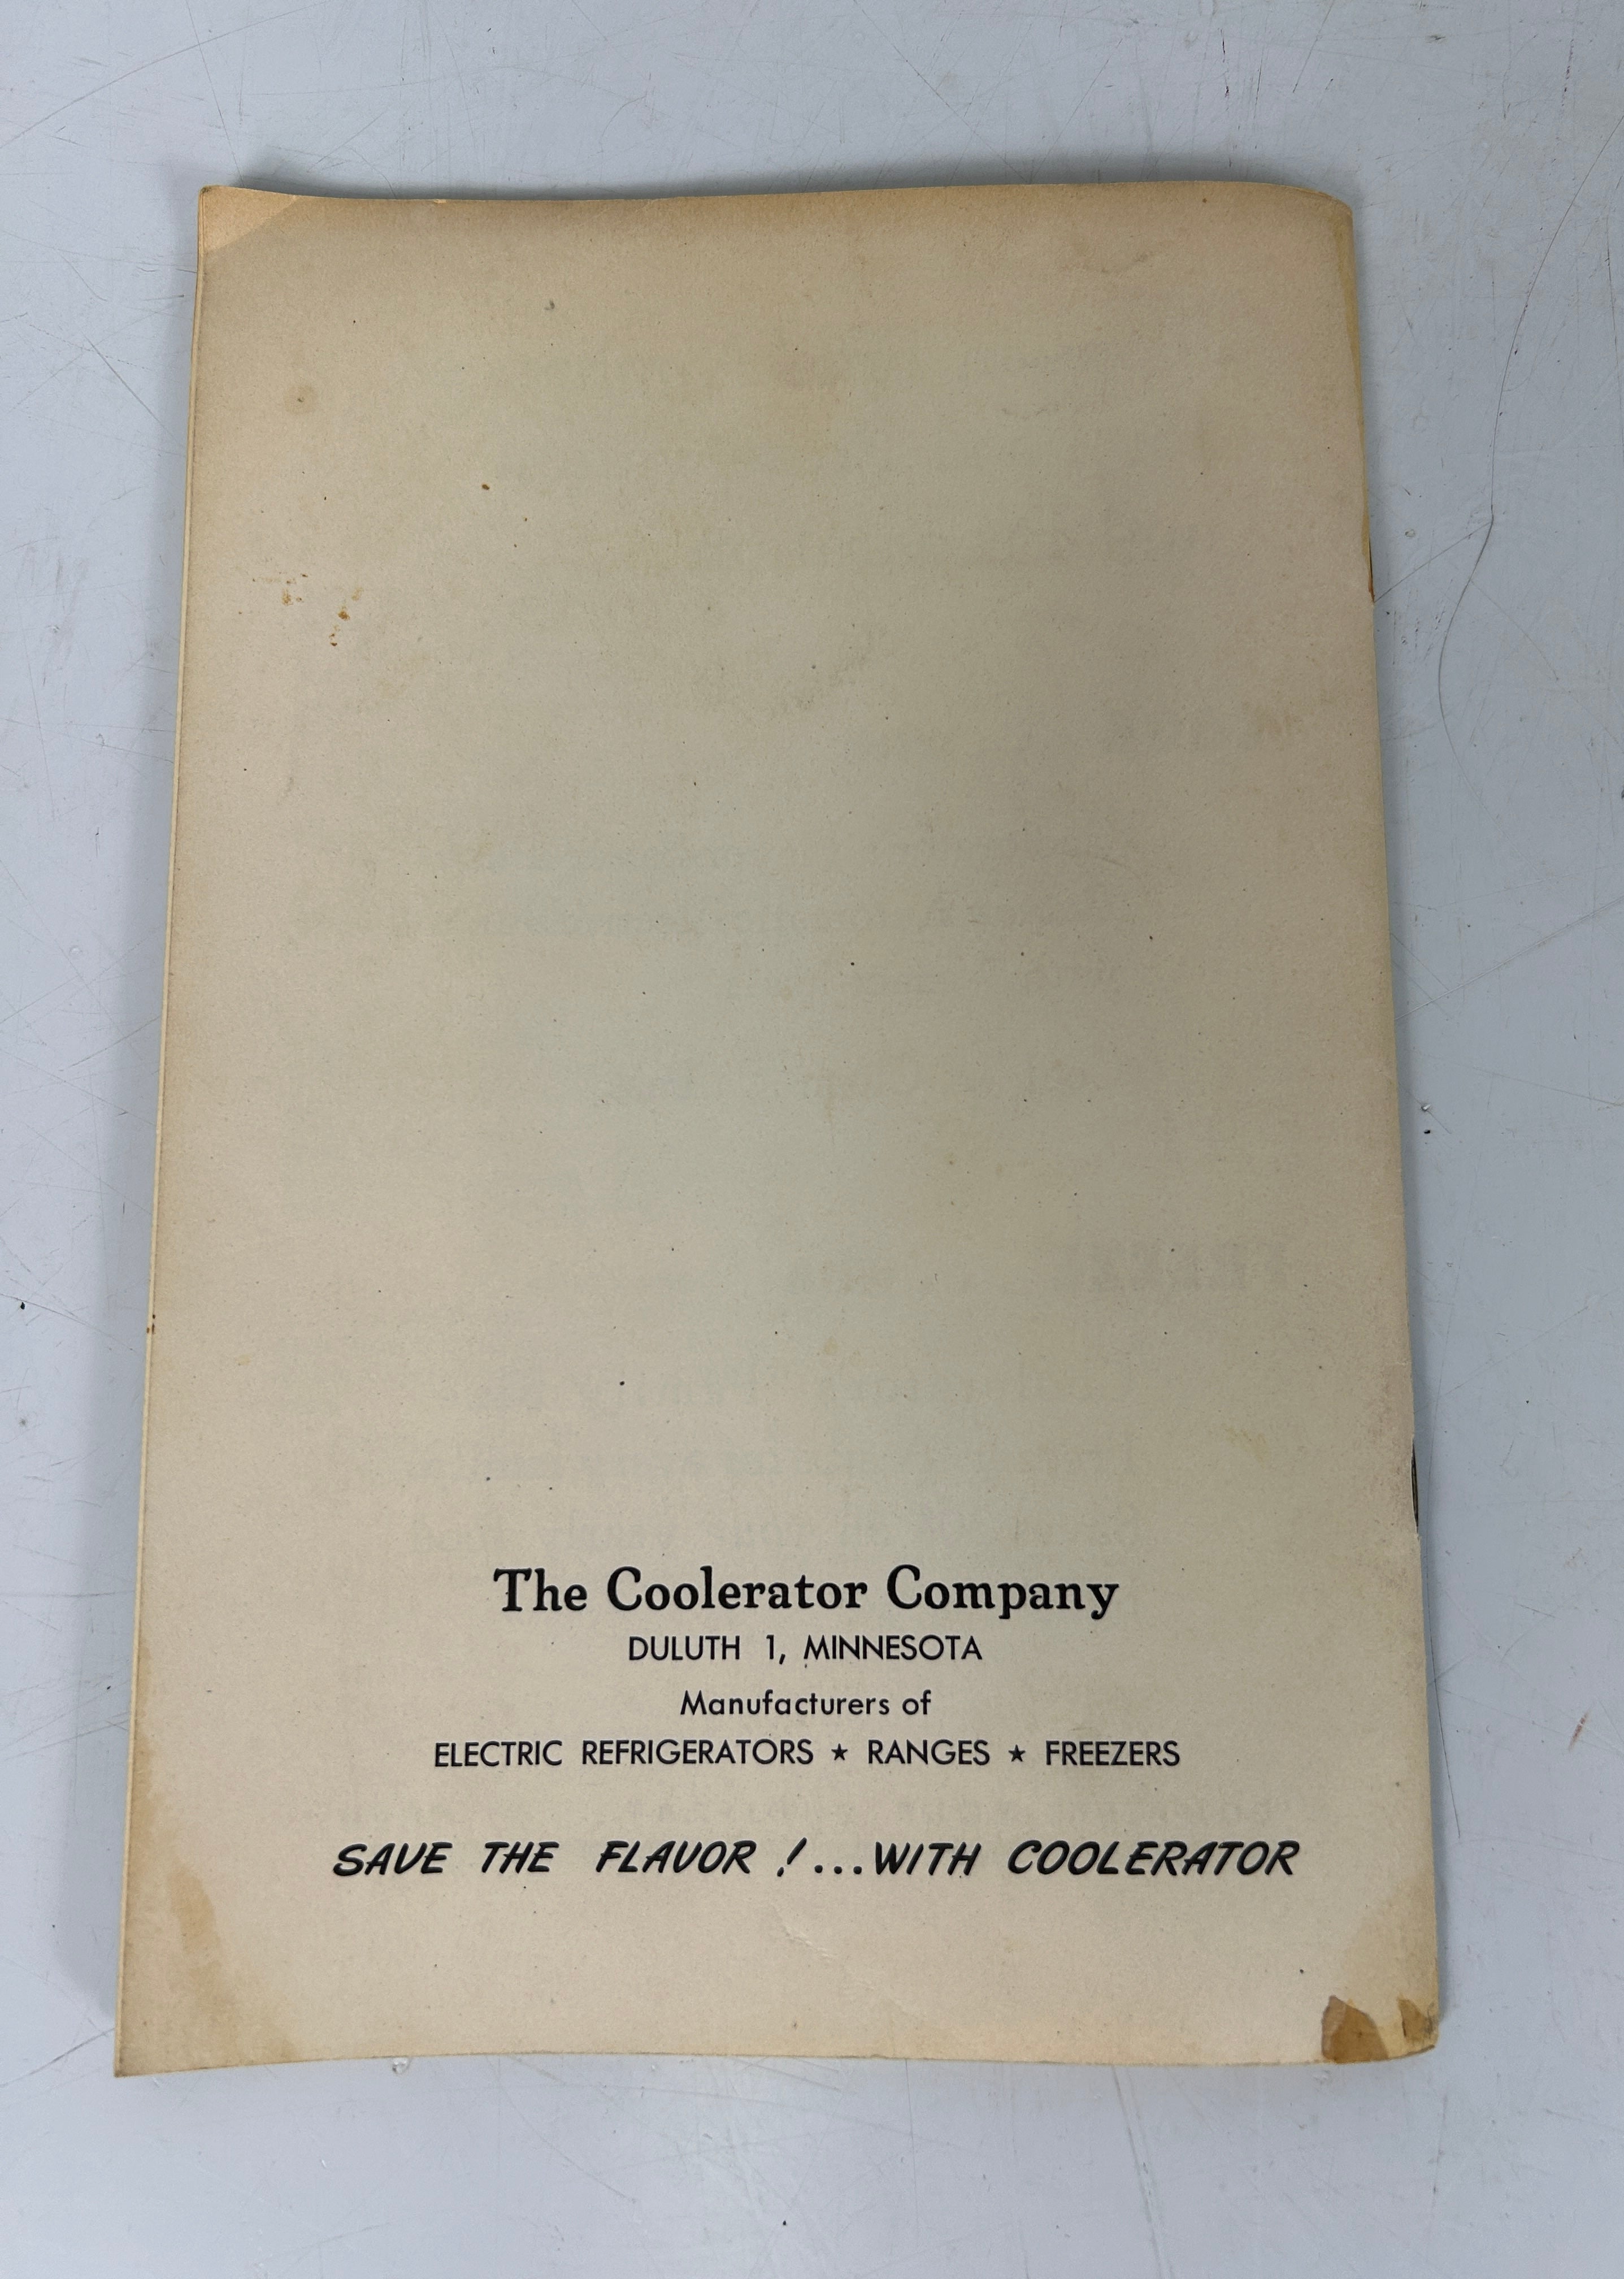 The Coolerator Company
DULUTH 1, MINNESOTA
Manufacturers of
ELECTRIC REFRIGERATORS ★ RANGES ★ FREEZERS
SAVE THE FLAVOR!...WITH COOLERATOR